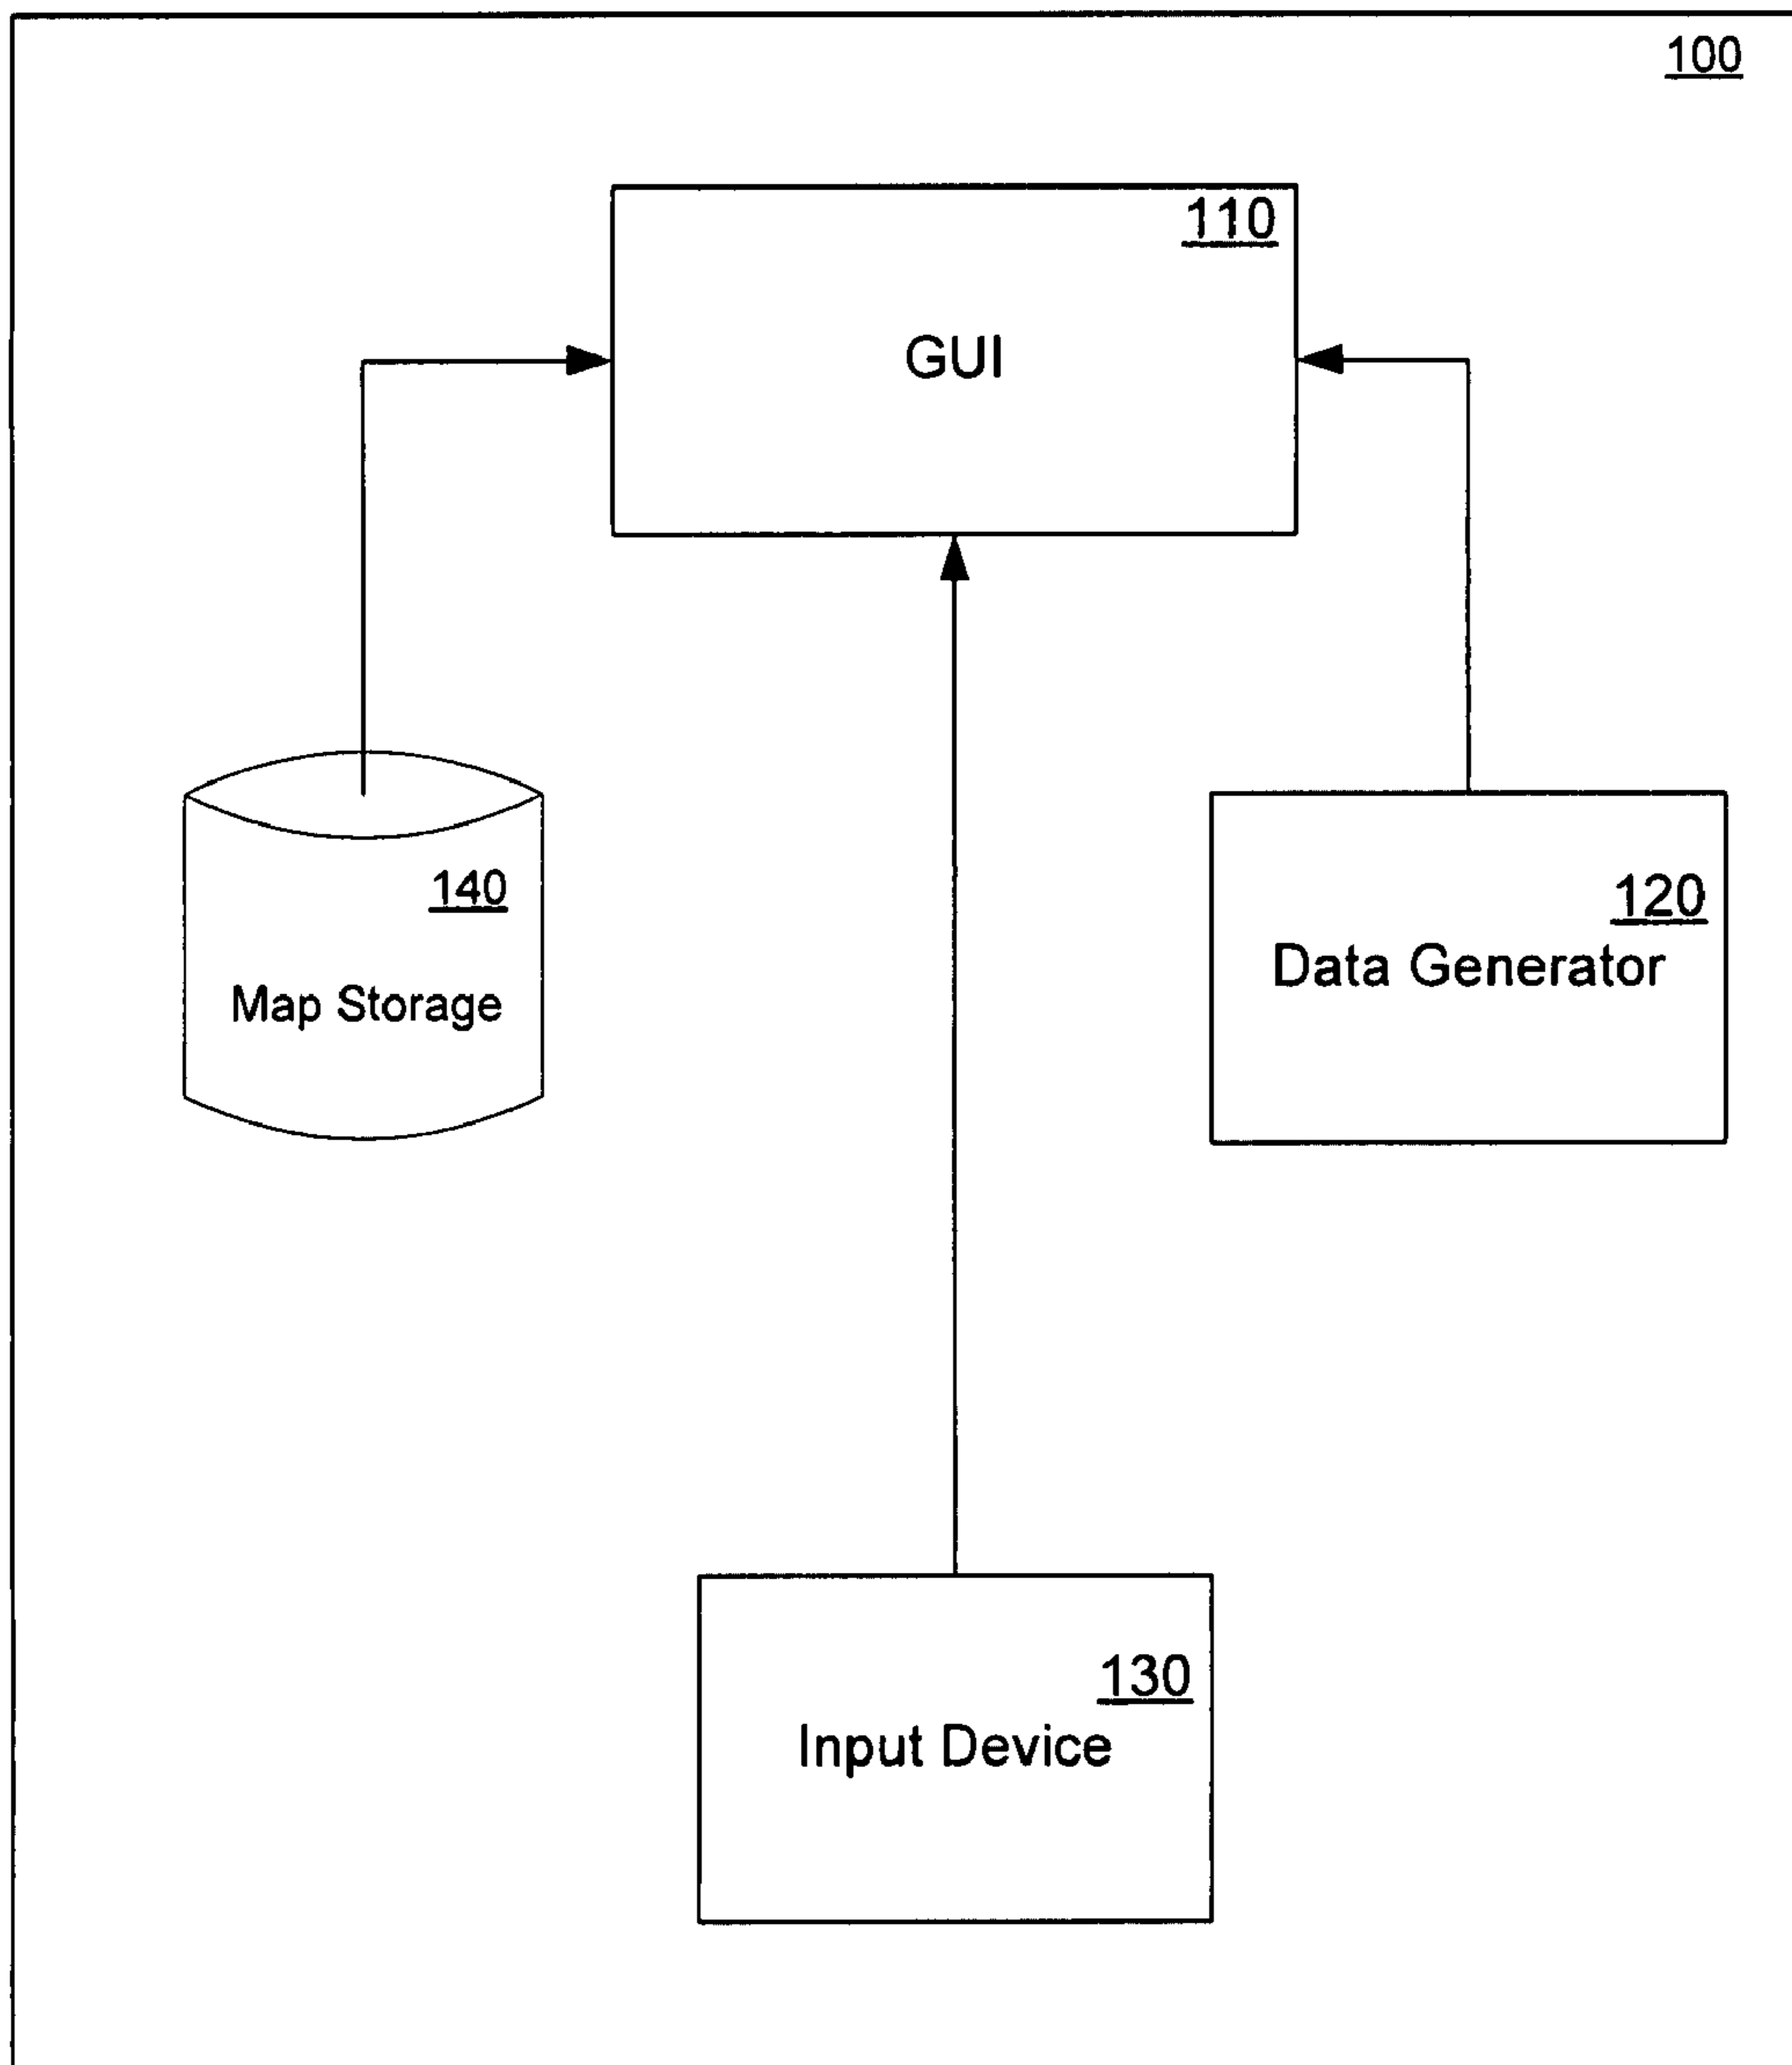 100
110
GUI
140
Map Storage
120
Data Generator
130
Input Device